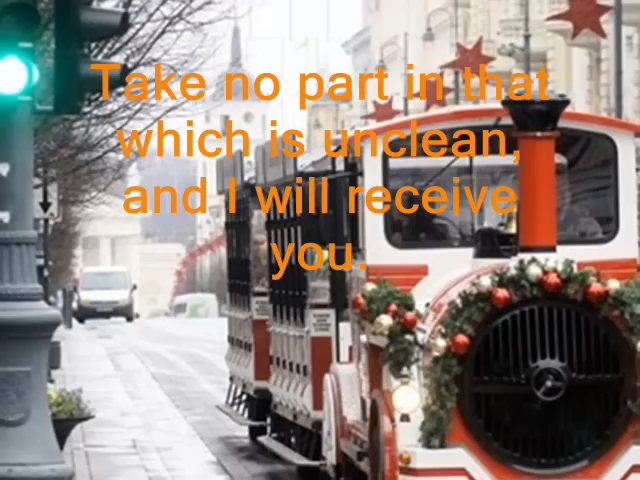 Take no part in that
which is unclean,
and I will receive
you.